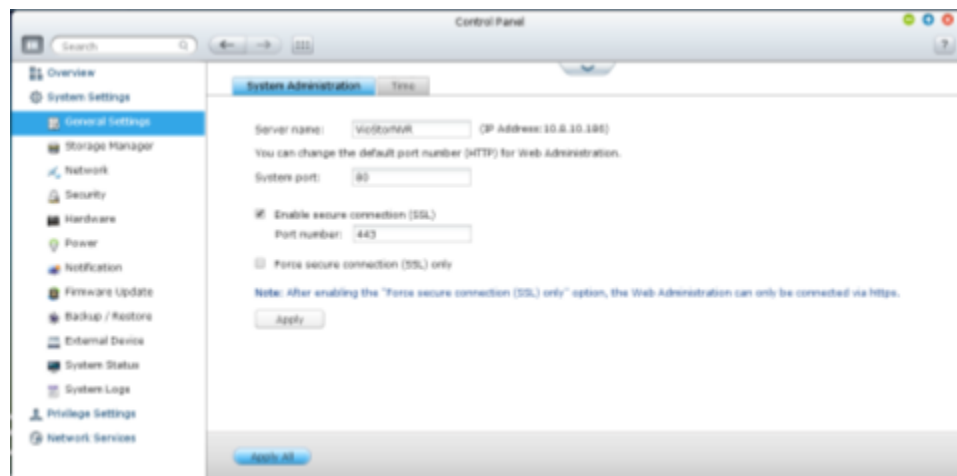 Control Panel
Search
?
Overview
System Settings
General Settings
Storage Manager
Network
Security
Hardware
Power
Notification
Firmware Update
Backup / Restore
External Device
System Status
System Logs
Privilege Settings
Network Services
System Administration
Time
Server name: VioStorNVR (IP Address:10.8.10.186)
You can change the default port number (HTTP) for Web Administration.
System port: 80
Enable secure connection (SSL)
Port number: 443
Force secure connection (SSL) only
Note: After enabling the "Force secure connection (SSL) only" option, the Web Administration can only be connected via https.
Apply
Apply All